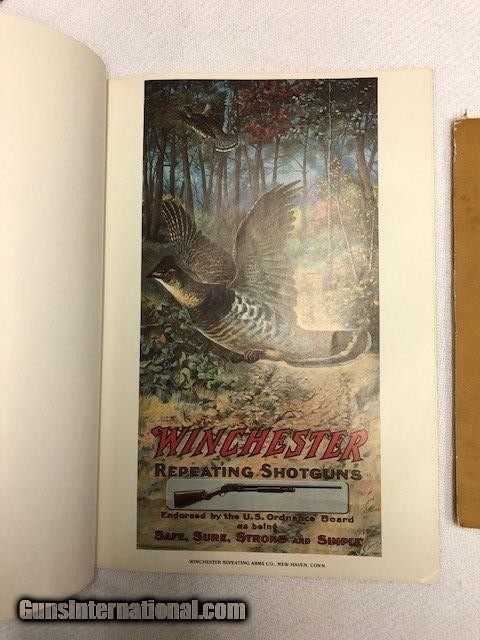 WINCHESTER
REPEATING SHOTGUNS
Endorsed by the U.S. Ordnance Board
as being
SAFE, SURE, STRONG AND SIMPLE
WINCHESTER REPEATING ARMS CO., NEW HAVEN, CONN.
GunsInternational.com